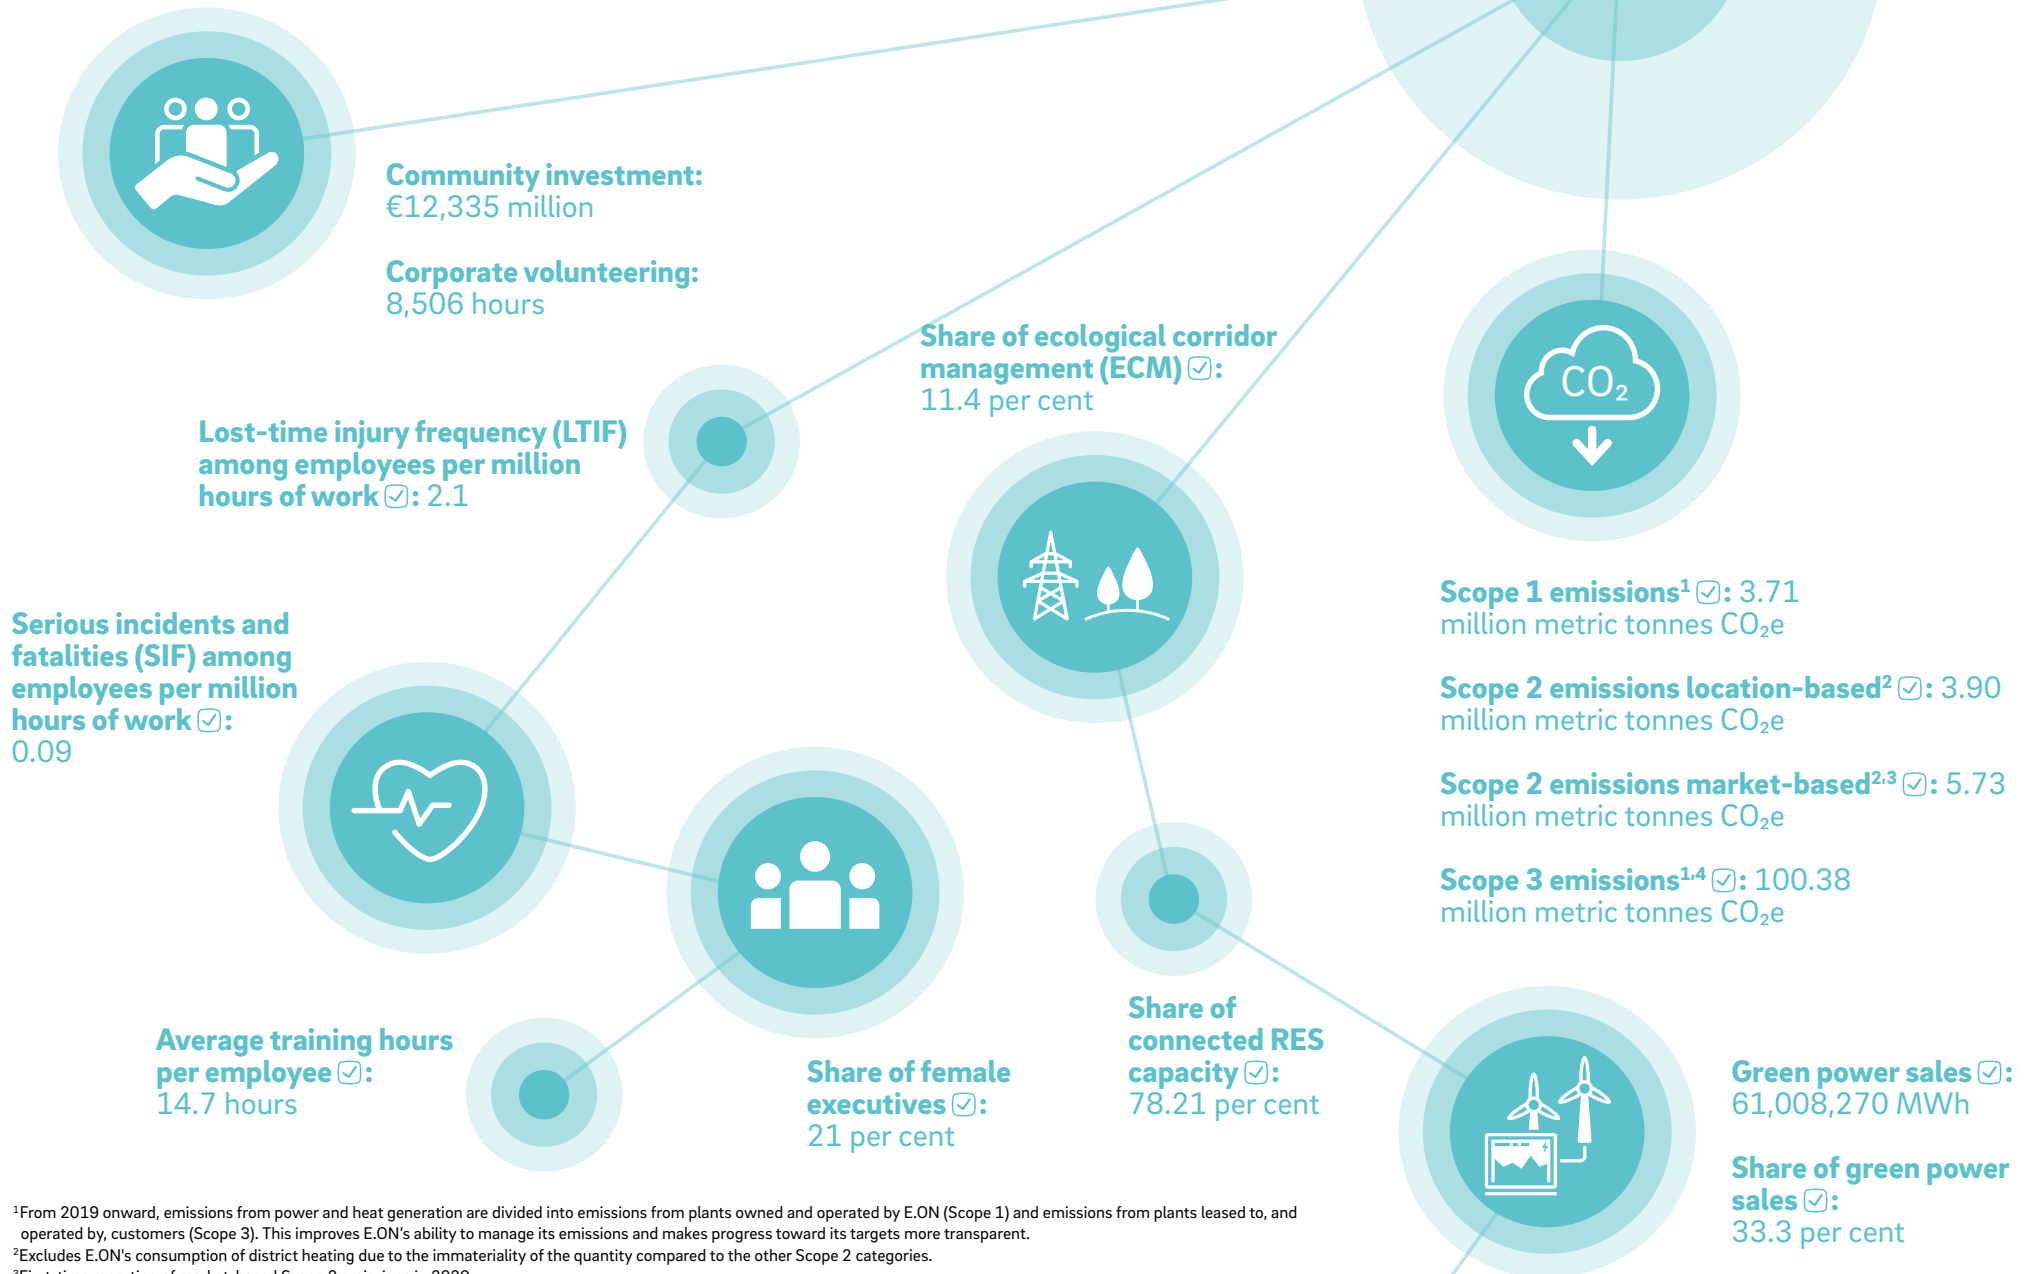 Community investment:
€12,335 million
Corporate volunteering:
8,506 hours
Share of ecological corridor
management (ECM) ☑:
11.4 per cent
CO₂
Lost-time injury frequency (LTIF)
among employees per million
hours of work ☑: 2.1
Serious incidents and
fatalities (SIF) among
employees per million
hours of work ☑:
0.09
Scope 1 emissions¹ ☑: 3.71
million metric tonnes CO₂e
Scope 2 emissions location-based² ☑: 3.90
million metric tonnes CO₂e
Scope 2 emissions market-based²,³ ☑: 5.73
million metric tonnes CO₂e
Scope 3 emissions¹,⁴ ☑: 100.38
million metric tonnes CO₂e
Average training hours
per employee ☑:
14.7 hours
Share of female
executives ☑:
21 per cent
Share of
connected RES
capacity ☑:
78.21 per cent
Green power sales ☑:
61,008,270 MWh
Share of green power
sales ☑:
33.3 per cent
¹From 2019 onward, emissions from power and heat generation are divided into emissions from plants owned and operated by E.ON (Scope 1) and emissions from plants leased to, and
operated by, customers (Scope 3). This improves E.ON's ability to manage its emissions and makes progress toward its targets more transparent.
²Excludes E.ON's consumption of district heating due to the immateriality of the quantity compared to the other Scope 2 categories.